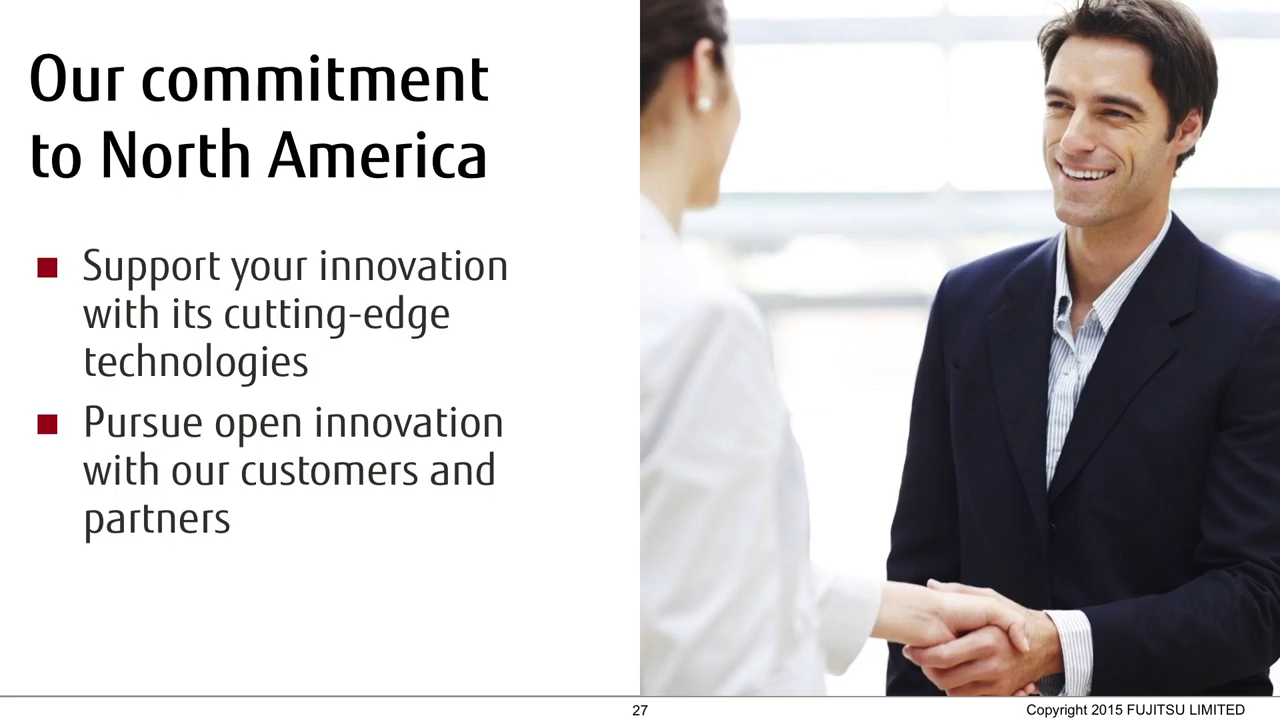 Our commitment
to North America
Support your innovation
with its cutting-edge
technologies
Pursue open innovation
with our customers and
partners
27
Copyright 2015 FUJITSU LIMITED